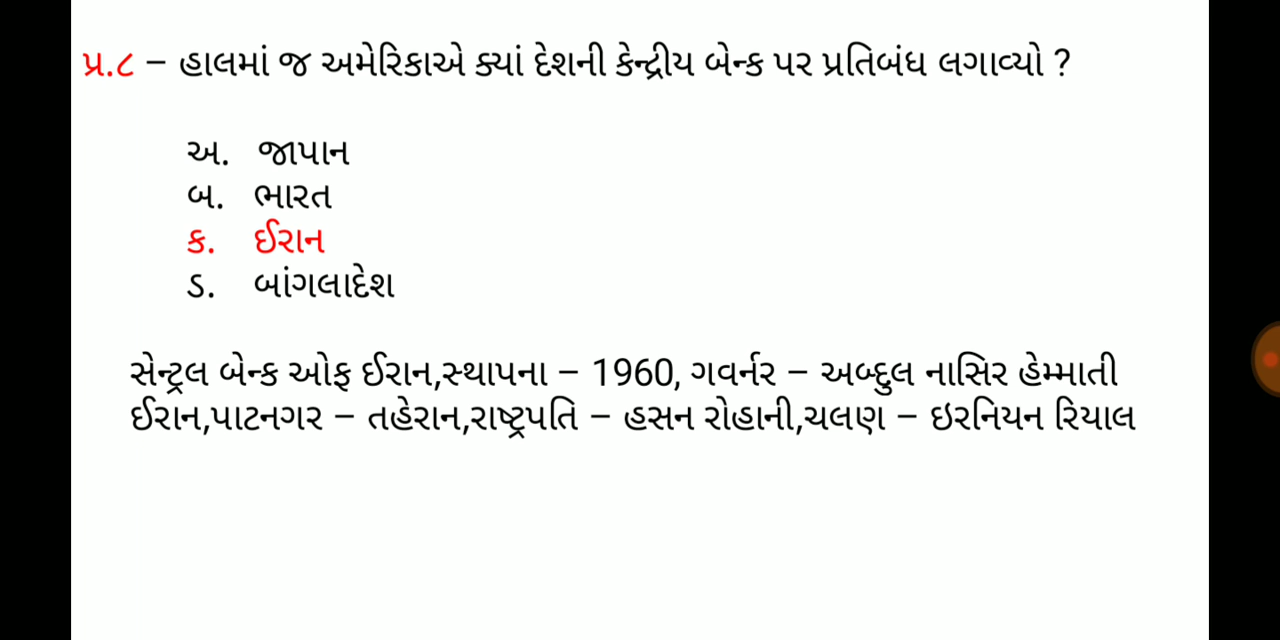 પ્ર.૮ – હાલમાં જ અમેરિકાએ ક્યાં દેશની કેન્દ્રીય બેન્ક પર પ્રતિબંધ લગાવ્યો ?
અ. જાપાન
બ. ભારત
ક. ઈરાન
ડ. બાંગલાદેશ
સેન્ટ્રલ બેન્ક ઓફ ઈરાન,સ્થાપના – 1960, ગવર્નર – અબ્દુલ નાસિર હેમ્માતી
ઈરાન,પાટનગર – તહેરાન,રાષ્ટ્રપતિ – હસન રોહાની,ચલણ – ઇરનિયન રિયાલ